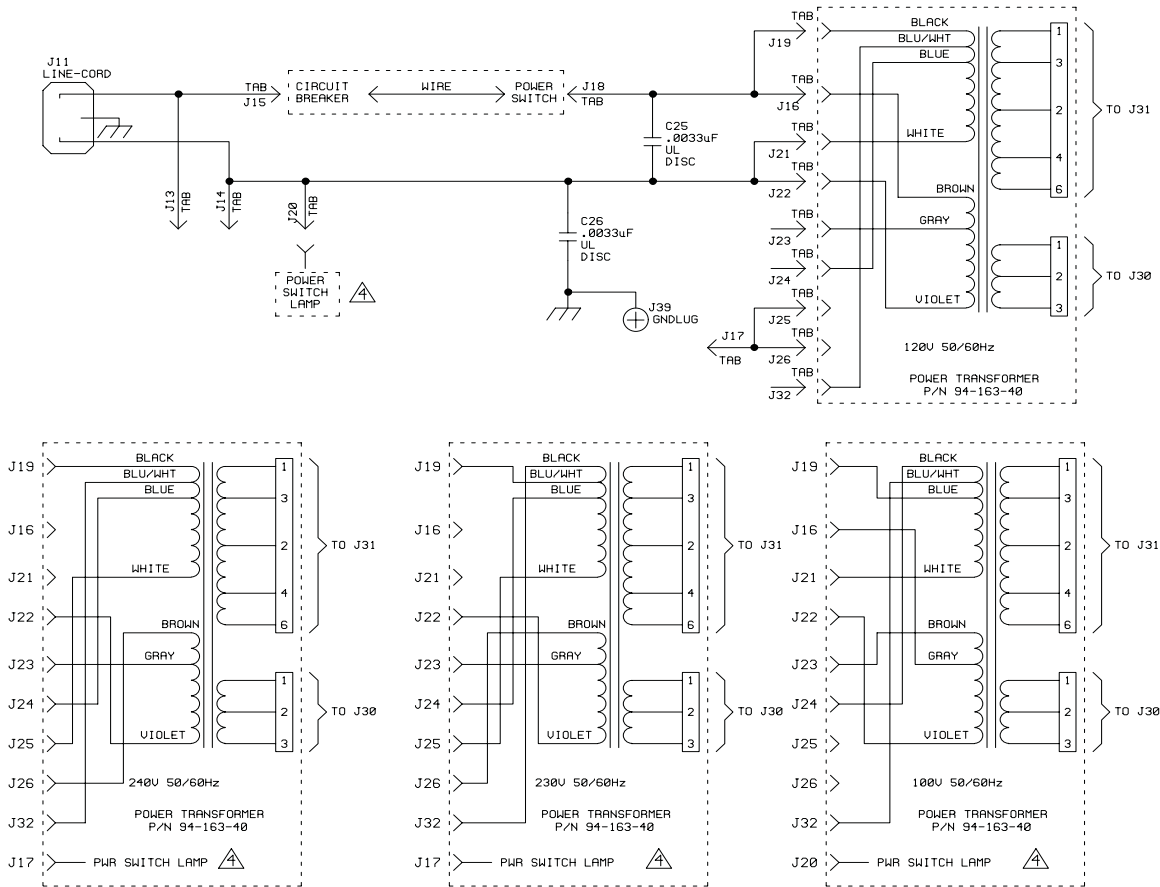 J11
LINE-CORD
TAB
J15
CIRCUIT
BREAKER
WIRE
POWER
SWITCH
J18
TAB
C25
.0033uF
UL
DISC
J13
TAB
J14
TAB
J20
TAB
POWER
SWITCH
LAMP
4
C26
.0033uF
UL
DISC
J39
GNDLUG
J17
TAB
TAB
J19
TAB
J16
TAB
J21
TAB
J22
TAB
J23
TAB
J24
TAB
J25
TAB
J26
TAB
J32
BLACK
BLU/WHT
BLUE
WHITE
BROWN
GRAY
VIOLET
1
3
2
4
6
TO J31
1
2
3
TO J30
120V 50/60Hz
POWER TRANSFORMER
P/N 94-163-40
J19
J16
J21
J22
J23
J24
J25
J26
J32
J17
BLACK
BLU/WHT
BLUE
WHITE
BROWN
GRAY
VIOLET
1
3
2
4
6
TO J31
1
2
3
TO J30
240V 50/60Hz
POWER TRANSFORMER
P/N 94-163-40
PWR SWITCH LAMP
4
J19
J16
J21
J22
J23
J24
J25
J26
J32
J17
BLACK
BLU/WHT
BLUE
WHITE
BROWN
GRAY
VIOLET
1
3
2
4
6
TO J31
1
2
3
TO J30
230V 50/60Hz
POWER TRANSFORMER
P/N 94-163-40
PWR SWITCH LAMP
4
J19
J16
J21
J22
J23
J24
J25
J26
J32
J20
BLACK
BLU/WHT
BLUE
WHITE
BROWN
GRAY
VIOLET
1
3
2
4
6
TO J31
1
2
3
TO J30
100V 50/60Hz
POWER TRANSFORMER
P/N 94-163-40
PWR SWITCH LAMP
4